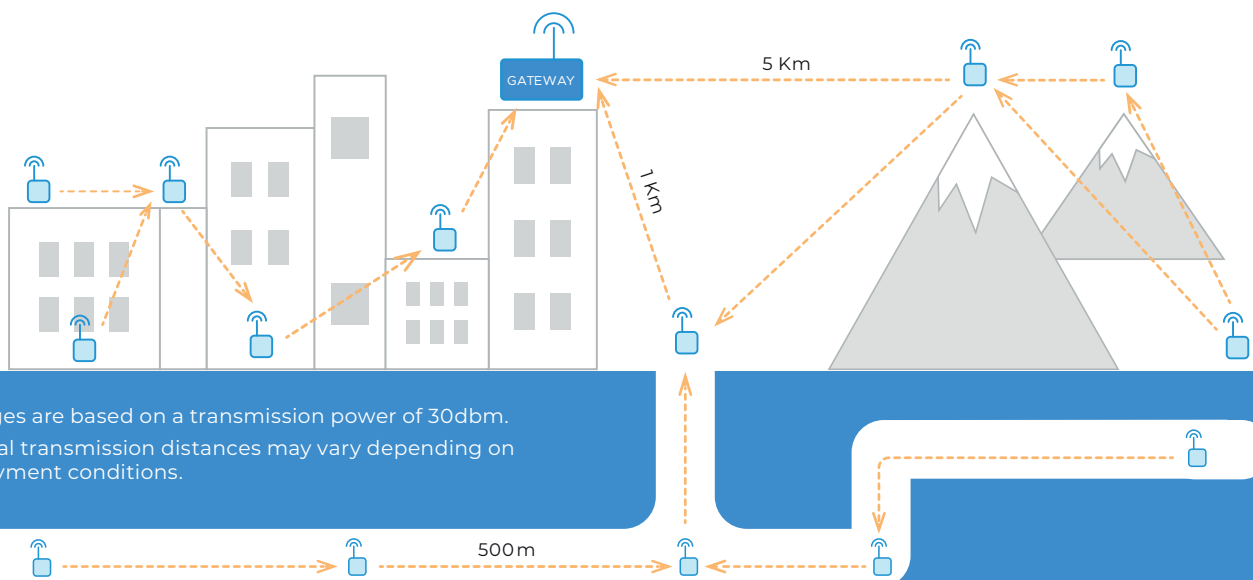 GATEWAY
5 Km
1 Km
ges are based on a transmission power of 30dbm.
al transmission distances may vary depending on
yment conditions.
500m